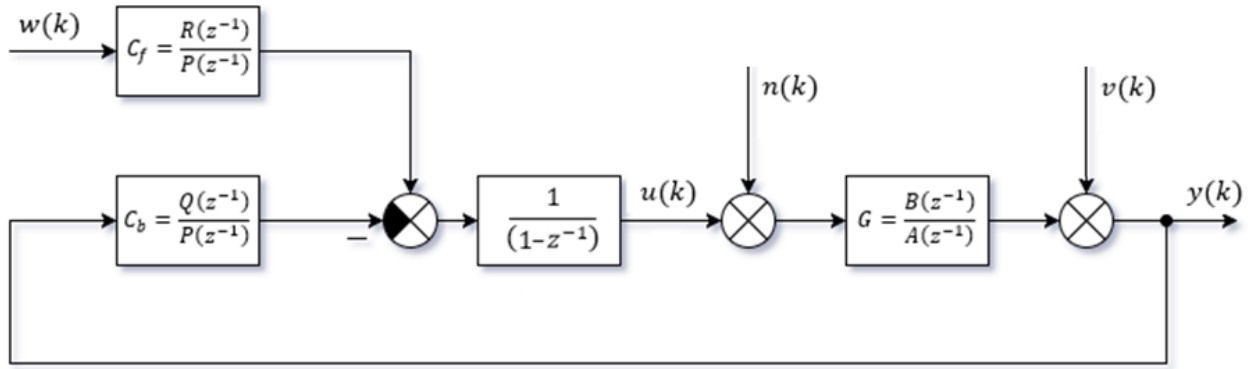 w(k)
C_f = R(z⁻¹)/P(z⁻¹)
n(k)
v(k)
C_b = Q(z⁻¹)/P(z⁻¹)
−
1/(1−z⁻¹)
u(k)
G = B(z⁻¹)/A(z⁻¹)
y(k)